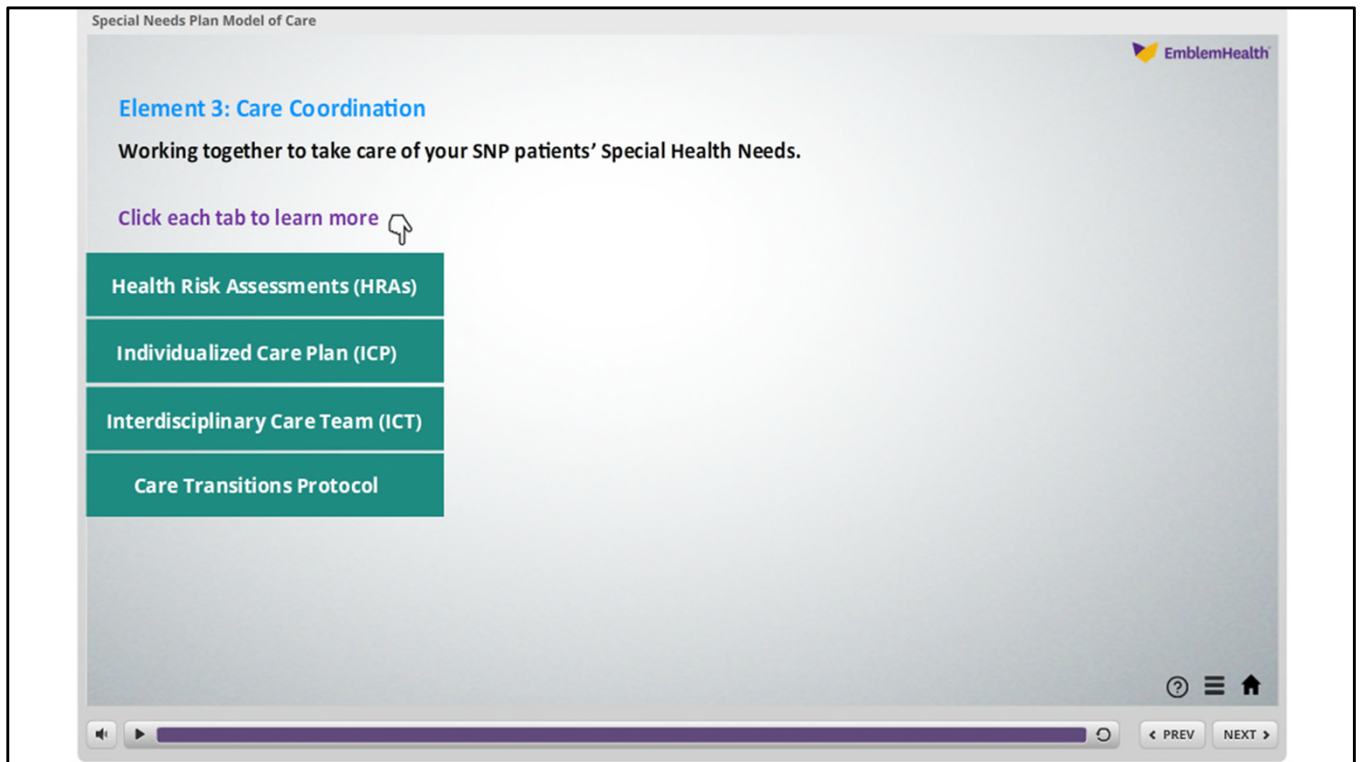 Special Needs Plan Model of Care
EmblemHealth
Element 3: Care Coordination
Working together to take care of your SNP patients’ Special Health Needs.
Click each tab to learn more
Health Risk Assessments (HRAs)
Individualized Care Plan (ICP)
Interdisciplinary Care Team (ICT)
Care Transitions Protocol
?
< PREV
NEXT >